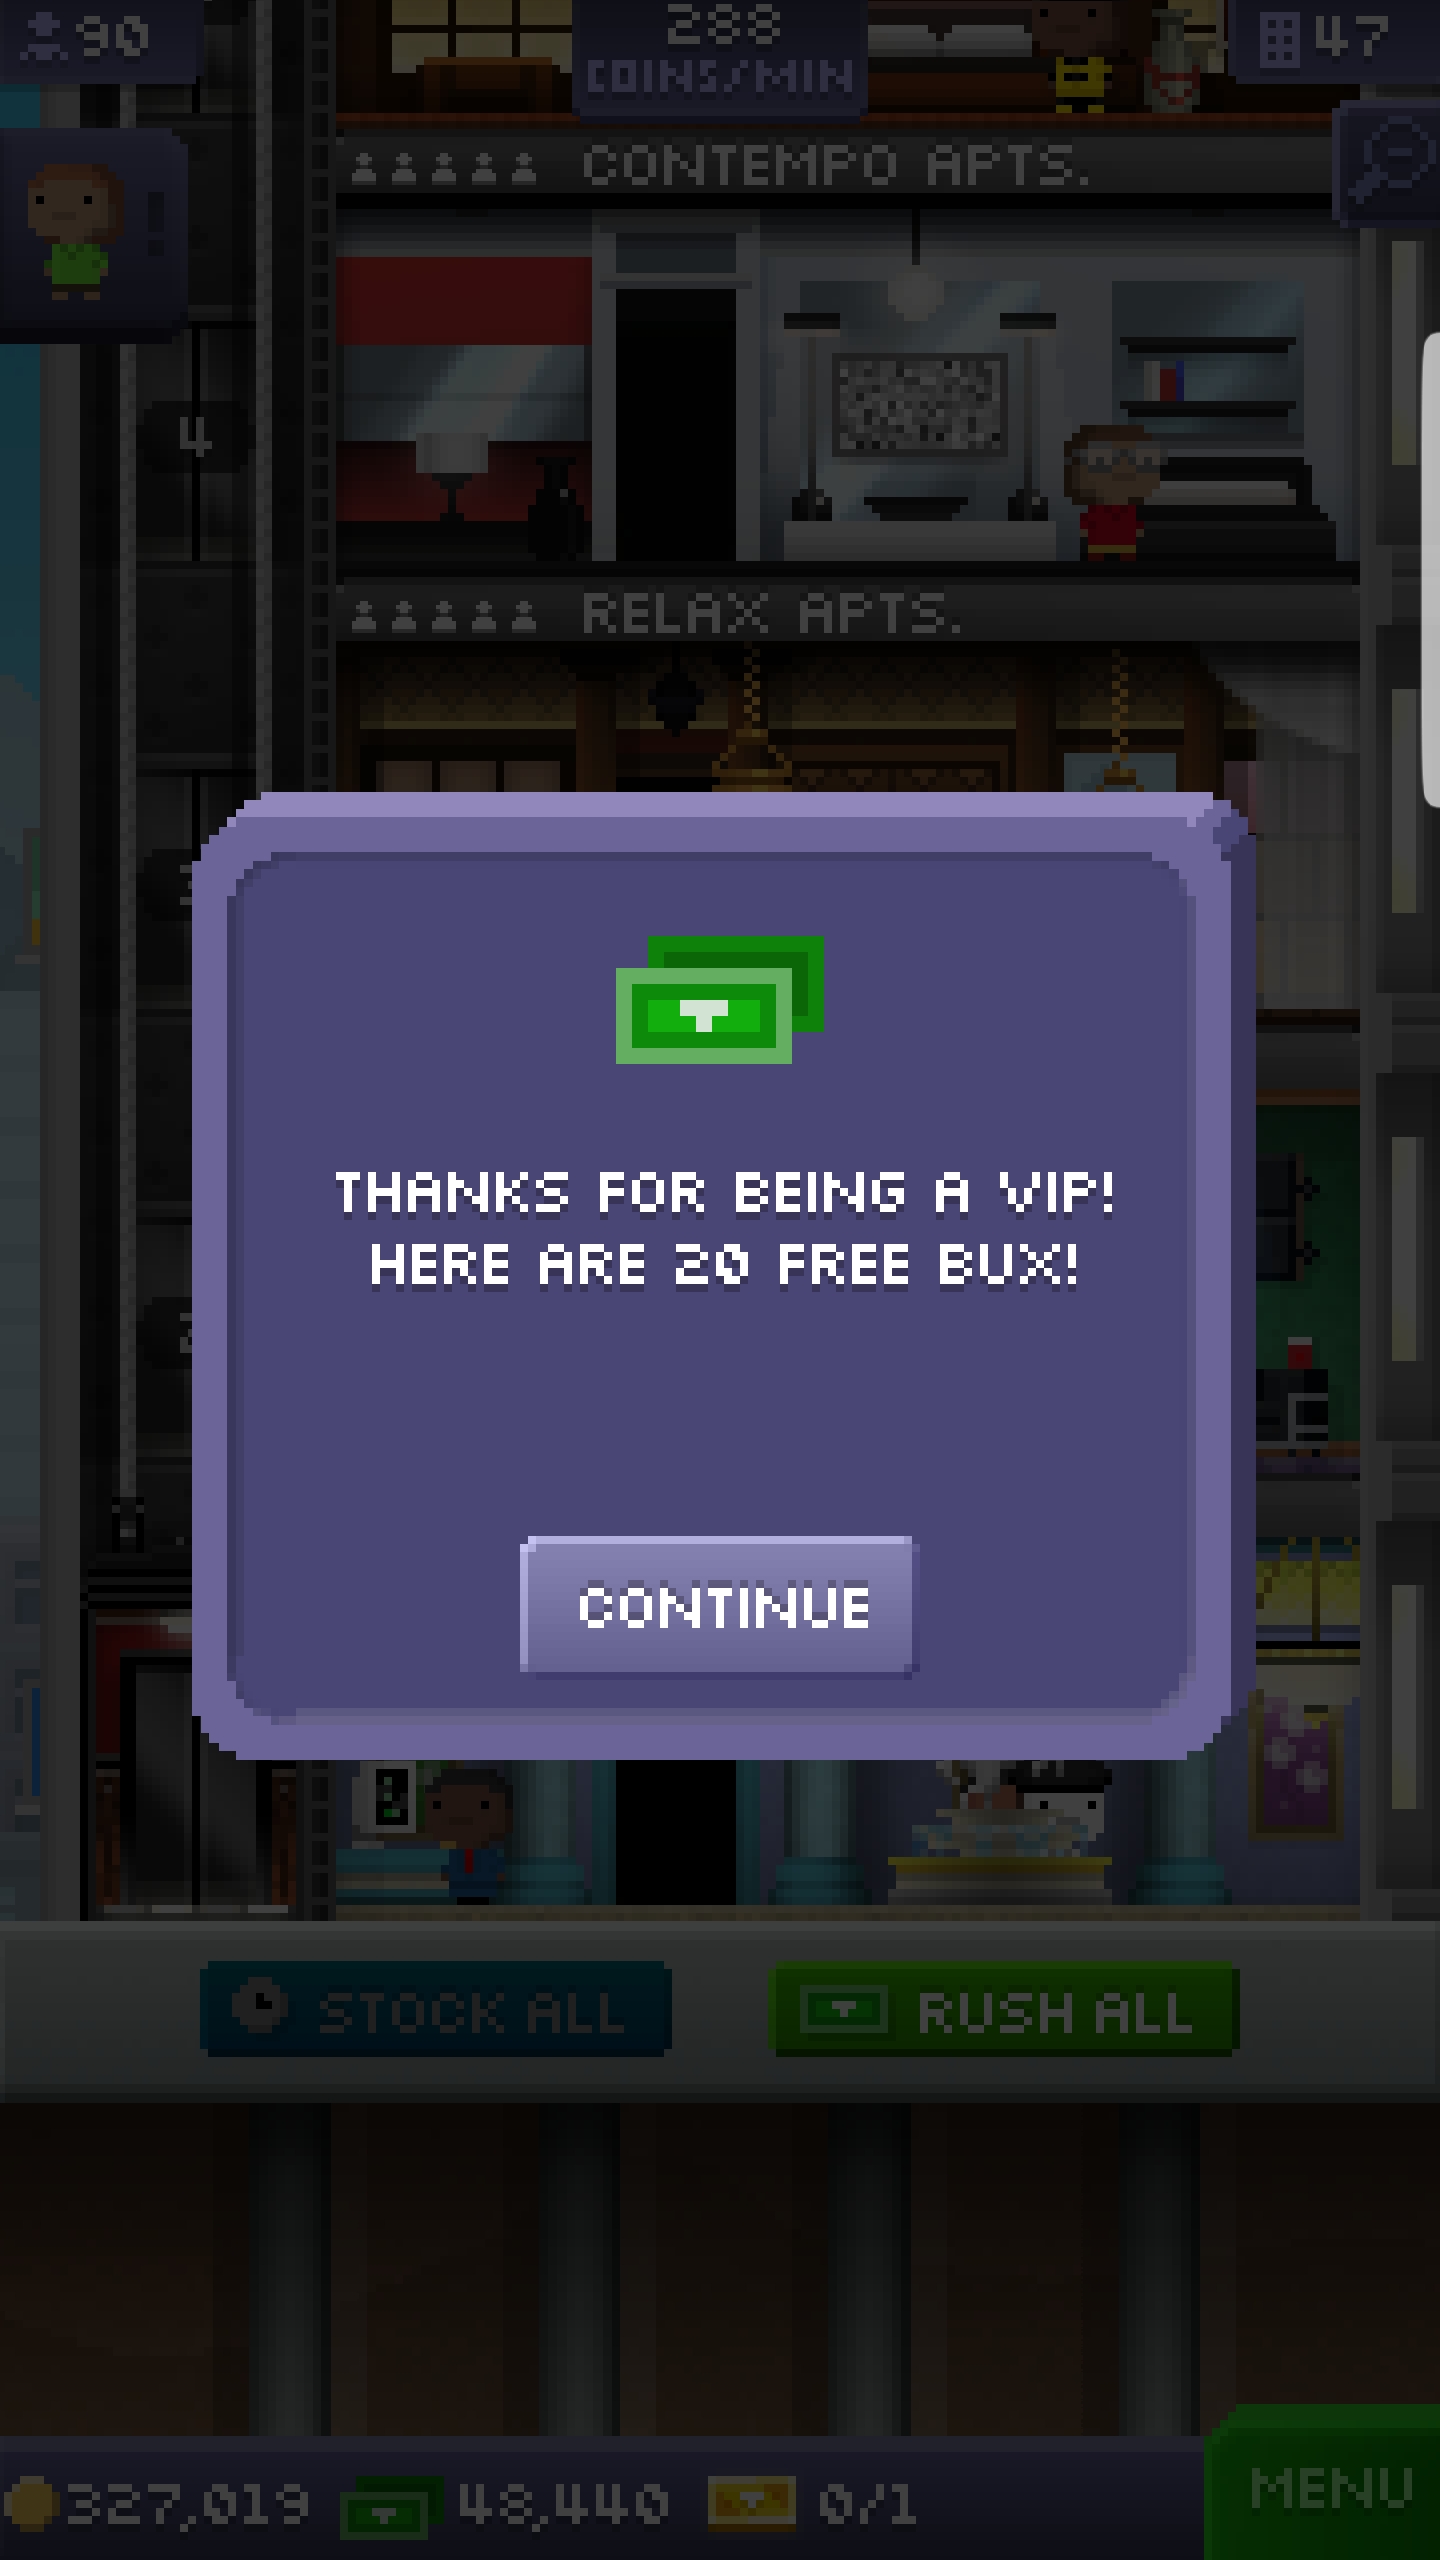 90
288
COINS/MIN
47
CONTEMPO APTS.
4
RELAX APTS.
THANKS FOR BEING A VIP!
HERE ARE 20 FREE BUX!
CONTINUE
STOCK ALL
RUSH ALL
327,019
48,440
0/1
MENU